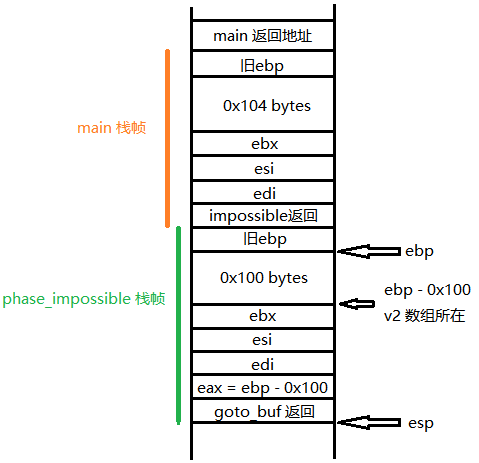 main 返回地址
旧ebp
0x104 bytes
main 栈帧
ebx
esi
edi
impossible返回
旧ebp
ebp
0x100 bytes
phase_impossible 栈帧
ebp - 0x100
v2 数组所在
ebx
esi
edi
eax = ebp - 0x100
goto_buf 返回
esp